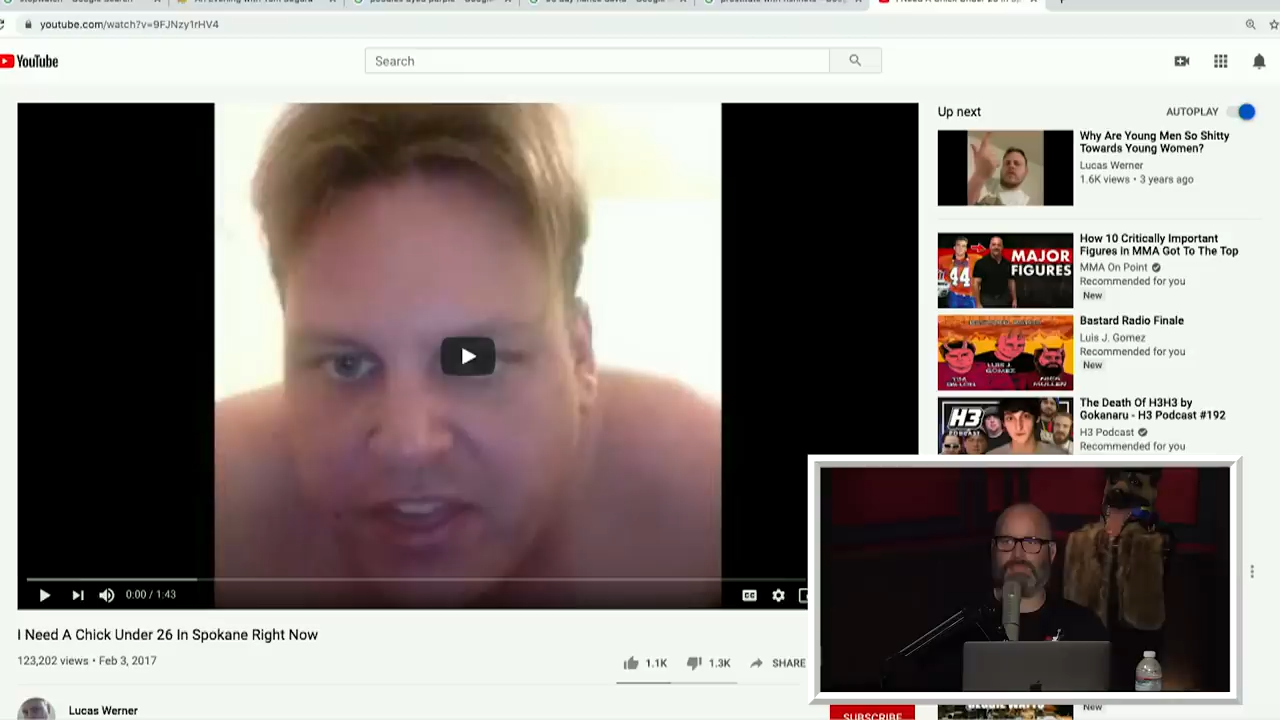 youtube.com/watch?v=9FJNzy1rHV4
YouTube
Search
Up next
AUTOPLAY
Why Are Young Men So Shitty
Towards Young Women?
Lucas Werner
1.6K views • 3 years ago
MAJOR
FIGURES
44
How 10 Critically Important
Figures in MMA Got To The Top
MMA On Point
Recommended for you
New
LUIS J.
GOMEZ
Bastard Radio Finale
Luis J. Gomez
Recommended for you
New
H3
PODCAST
The Death Of H3H3 by
Gokanaru - H3 Podcast #192
H3 Podcast
Recommended for you
0:00 / 1:43
CC
I Need A Chick Under 26 In Spokane Right Now
123,202 views • Feb 3, 2017
1.1K
1.3K
SHARE
Lucas Werner
SUBSCRIBE
New